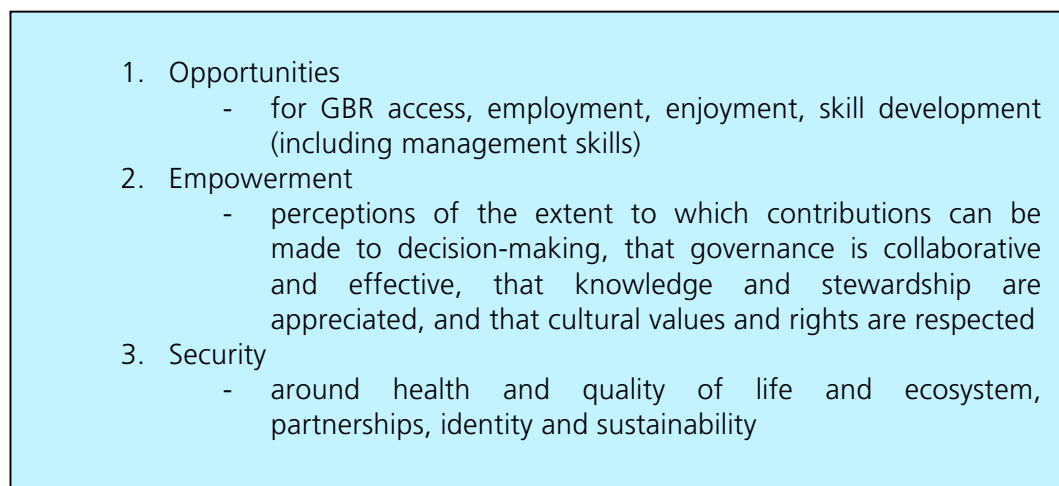 1. Opportunities
- for GBR access, employment, enjoyment, skill development
(including management skills)
2. Empowerment
- perceptions of the extent to which contributions can be
made to decision-making, that governance is collaborative
and effective, that knowledge and stewardship are
appreciated, and that cultural values and rights are respected
3. Security
- around health and quality of life and ecosystem,
partnerships, identity and sustainability